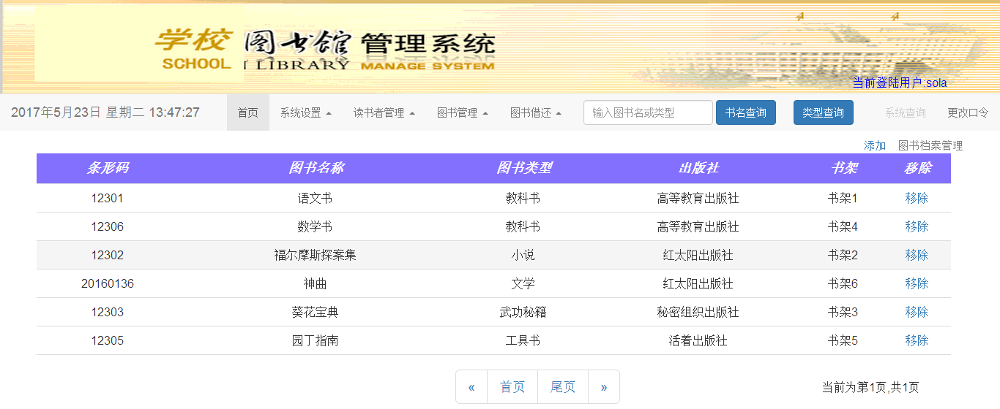 学校 图书馆 管理系统
SCHOOL LIBRARY MANAGE SYSTEM
当前登陆用户:sola
2017年5月23日 星期二 13:47:27 首页 系统设置 读书者管理 图书管理 图书借还 输入图书名或类型 书名查询 类型查询 系统查询 更改口令
添加 图书档案管理
条形码 图书名称 图书类型 出版社 书架 移除
12301 语文书 教科书 高等教育出版社 书架1 移除
12306 数学书 教科书 高等教育出版社 书架4 移除
12302 福尔摩斯探案集 小说 红太阳出版社 书架2 移除
20160136 神曲 文学 红太阳出版社 书架6 移除
12303 葵花宝典 武功秘籍 秘密组织出版社 书架3 移除
12305 园丁指南 工具书 活着出版社 书架5 移除
« 首页 尾页 » 当前为第1页,共1页